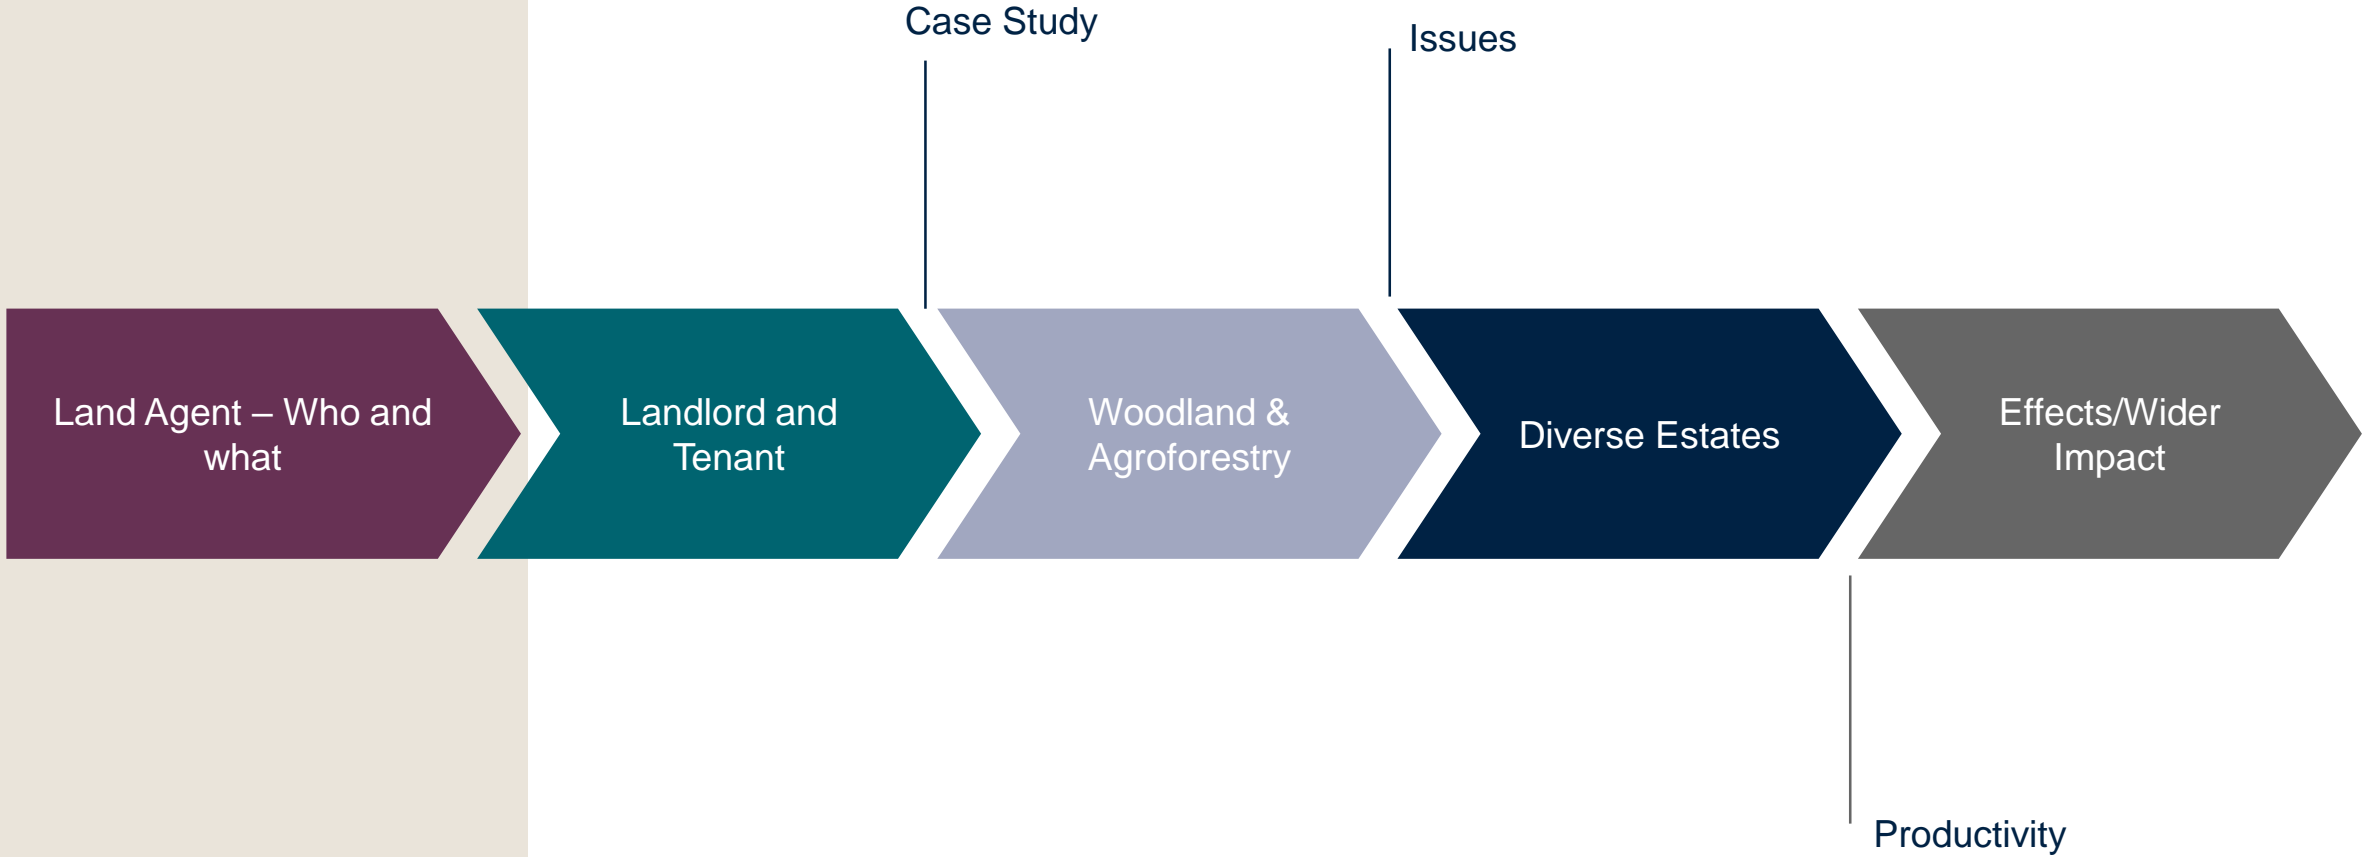 Case Study
Issues
Land Agent – Who and
what
Landlord and
Tenant
Woodland &
Agroforestry
Diverse Estates
Effects/Wider
Impact
Productivity